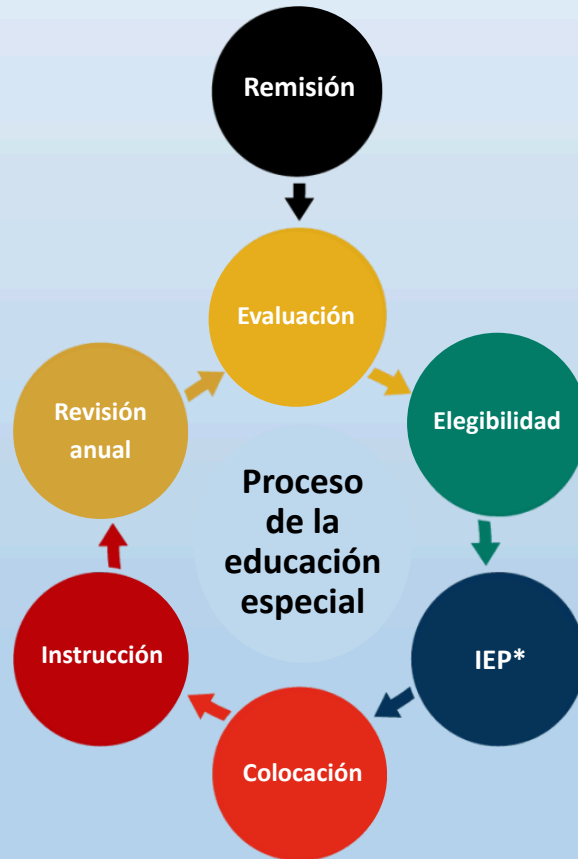 Remisión
Evaluación
Elegibilidad
IEP*
Colocación
Instrucción
Revisión
anual
Proceso
de la
educación
especial